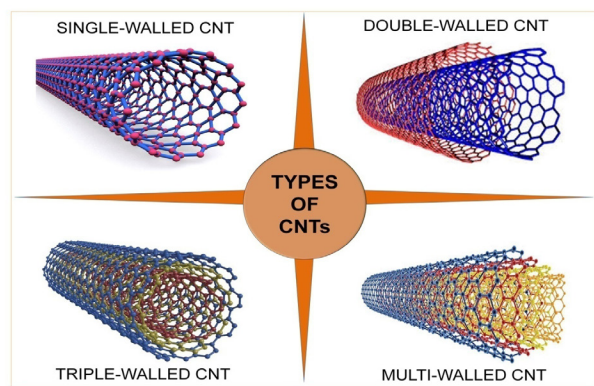 SINGLE-WALLED CNT
DOUBLE-WALLED CNT
TYPES
OF
CNTs
TRIPLE-WALLED CNT
MULTI-WALLED CNT